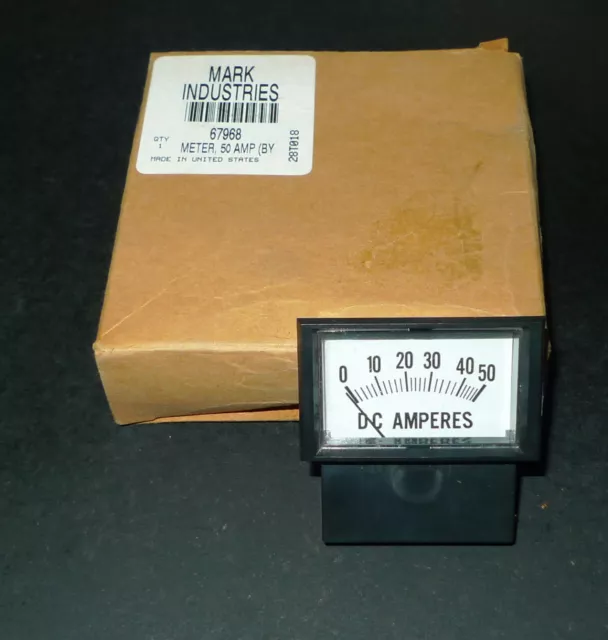 MARK
INDUSTRIES
67968
QTY
1
METER, 50 AMP (BY
MADE IN UNITED STATES
28T018
0 10 20 30 40 50
DC AMPERES